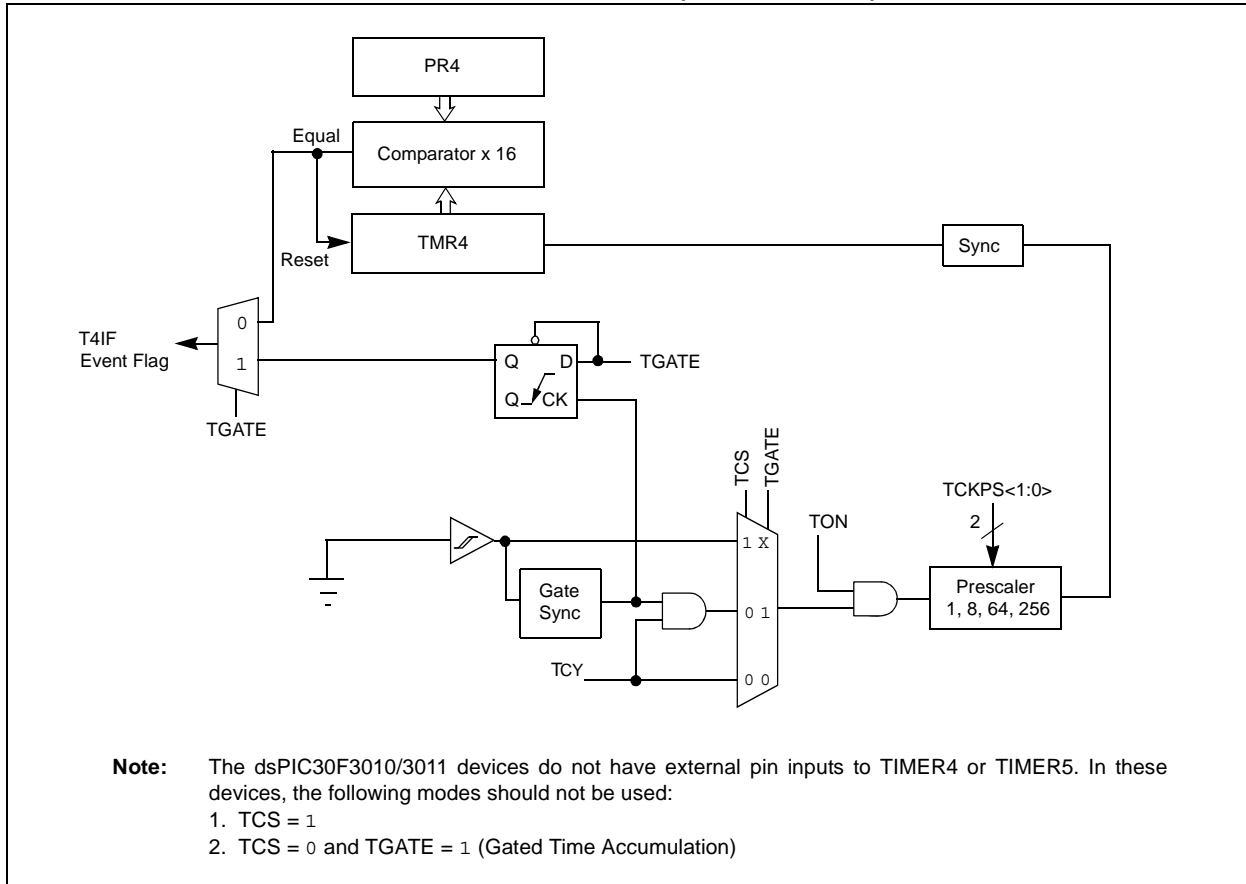 PR4
Equal
Comparator x 16
TMR4
Reset
Sync
0
T4IF
Event Flag
1
TGATE
Q
D
TGATE
Q
CK
TCS
TGATE
TCKPS<1:0>
2
TON
1 X
Prescaler
1, 8, 64, 256
Gate
Sync
0 1
TCY
0 0
Note: The dsPIC30F3010/3011 devices do not have external pin inputs to TIMER4 or TIMER5. In these
devices, the following modes should not be used:
1. TCS = 1
2. TCS = 0 and TGATE = 1 (Gated Time Accumulation)